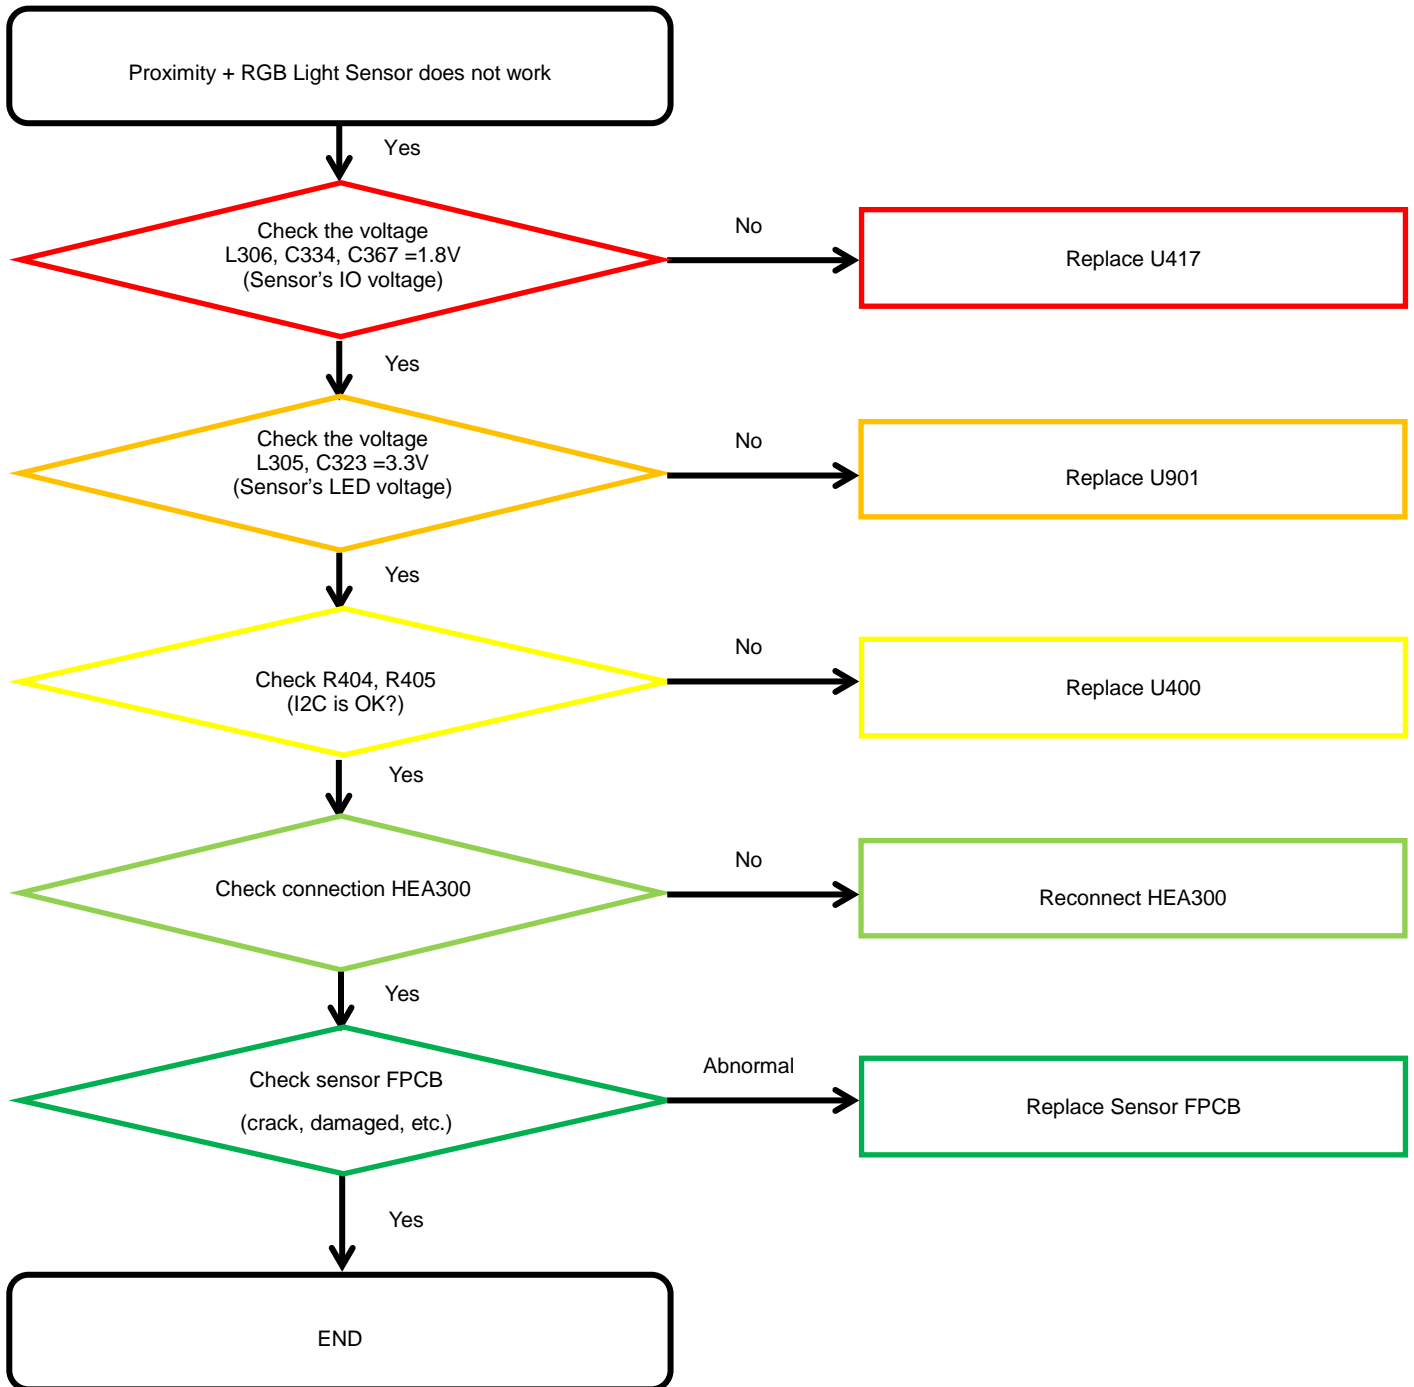 Proximity + RGB Light Sensor does not work
Yes
Check the voltage
L306, C334, C367 =1.8V
(Sensor's IO voltage)
No
Replace U417
Yes
Check the voltage
L305, C323 =3.3V
(Sensor's LED voltage)
No
Replace U901
Yes
Check R404, R405
(I2C is OK?)
No
Replace U400
Yes
Check connection HEA300
No
Reconnect HEA300
Yes
Check sensor FPCB
(crack, damaged, etc.)
Abnormal
Replace Sensor FPCB
Yes
END